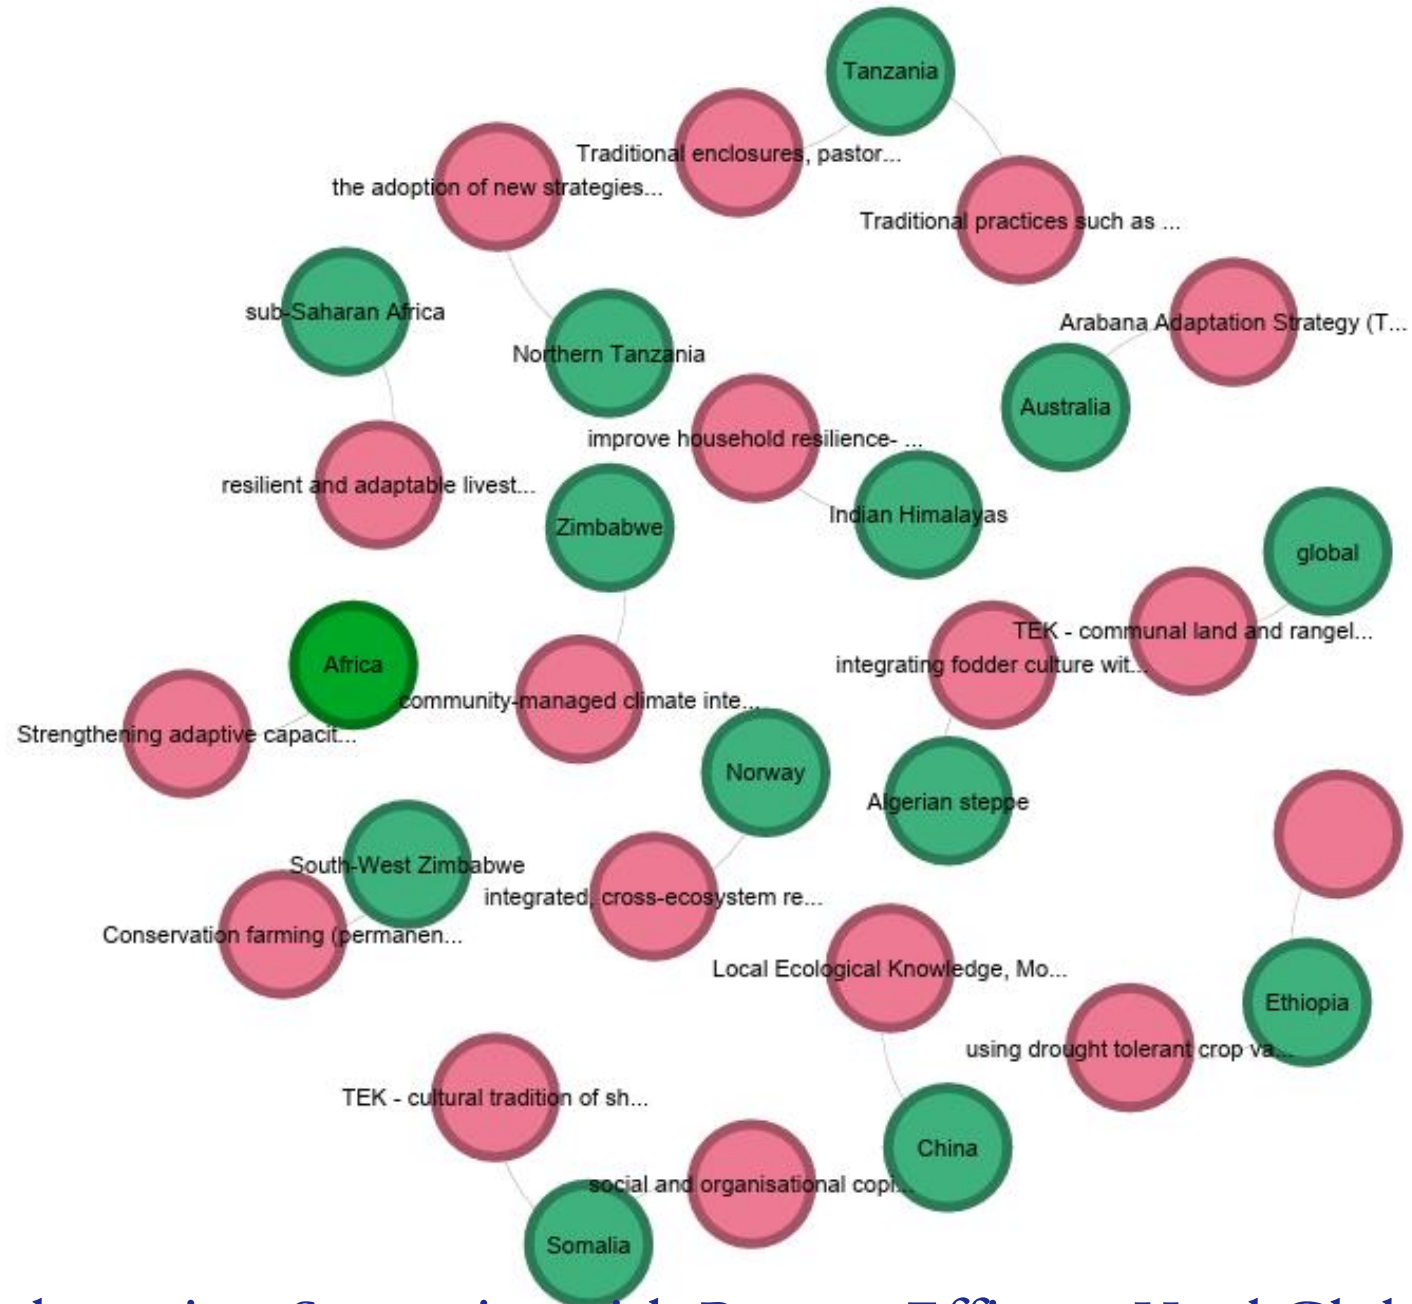 Tanzania
Traditional enclosures, pastor...
the adoption of new strategies...
Traditional practices such as ...
sub-Saharan Africa
Arabana Adaptation Strategy (T...
Northern Tanzania
Australia
improve household resilience- ...
resilient and adaptable livest...
Indian Himalayas
Zimbabwe
global
TEK - communal land and rangel...
Africa
integrating fodder culture wit...
community-managed climate inte...
Strengthening adaptive capacit...
Norway
Algerian steppe
South-West Zimbabwe
integrated, cross-ecosystem re...
Conservation farming (permanen...
Local Ecological Knowledge, Mo...
Ethiopia
using drought tolerant crop va...
TEK - cultural tradition of sh...
China
social and organisational copi...
Somalia